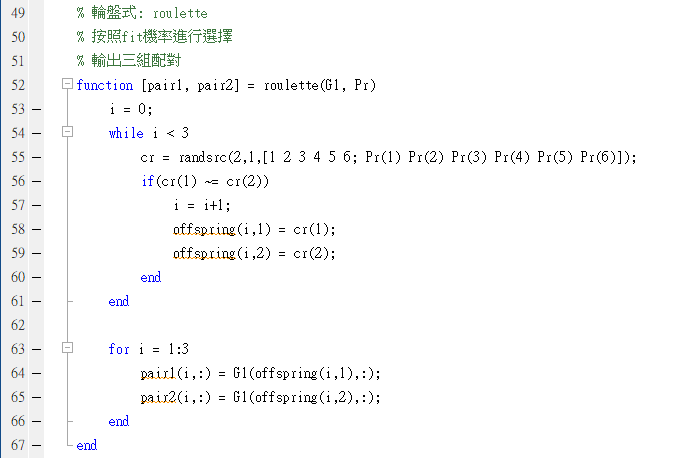 49 % 輪盤式: roulette
50 % 按照fit機率進行選擇
51 % 輸出三組配對
52 function [pair1, pair2] = roulette(G1, Pr)
53 — i = 0;
54 — while i < 3
55 — cr = randsrc(2,1,[1 2 3 4 5 6; Pr(1) Pr(2) Pr(3) Pr(4) Pr(5) Pr(6)]);
56 — if(cr(1) ~= cr(2))
57 — i = i+1;
58 — offspring(i,1) = cr(1);
59 — offspring(i,2) = cr(2);
60 — end
61 — end
62
63 — for i = 1:3
64 — pair1(i,:) = G1(offspring(i,1),:);
65 — pair2(i,:) = G1(offspring(i,2),:);
66 — end
67 — end